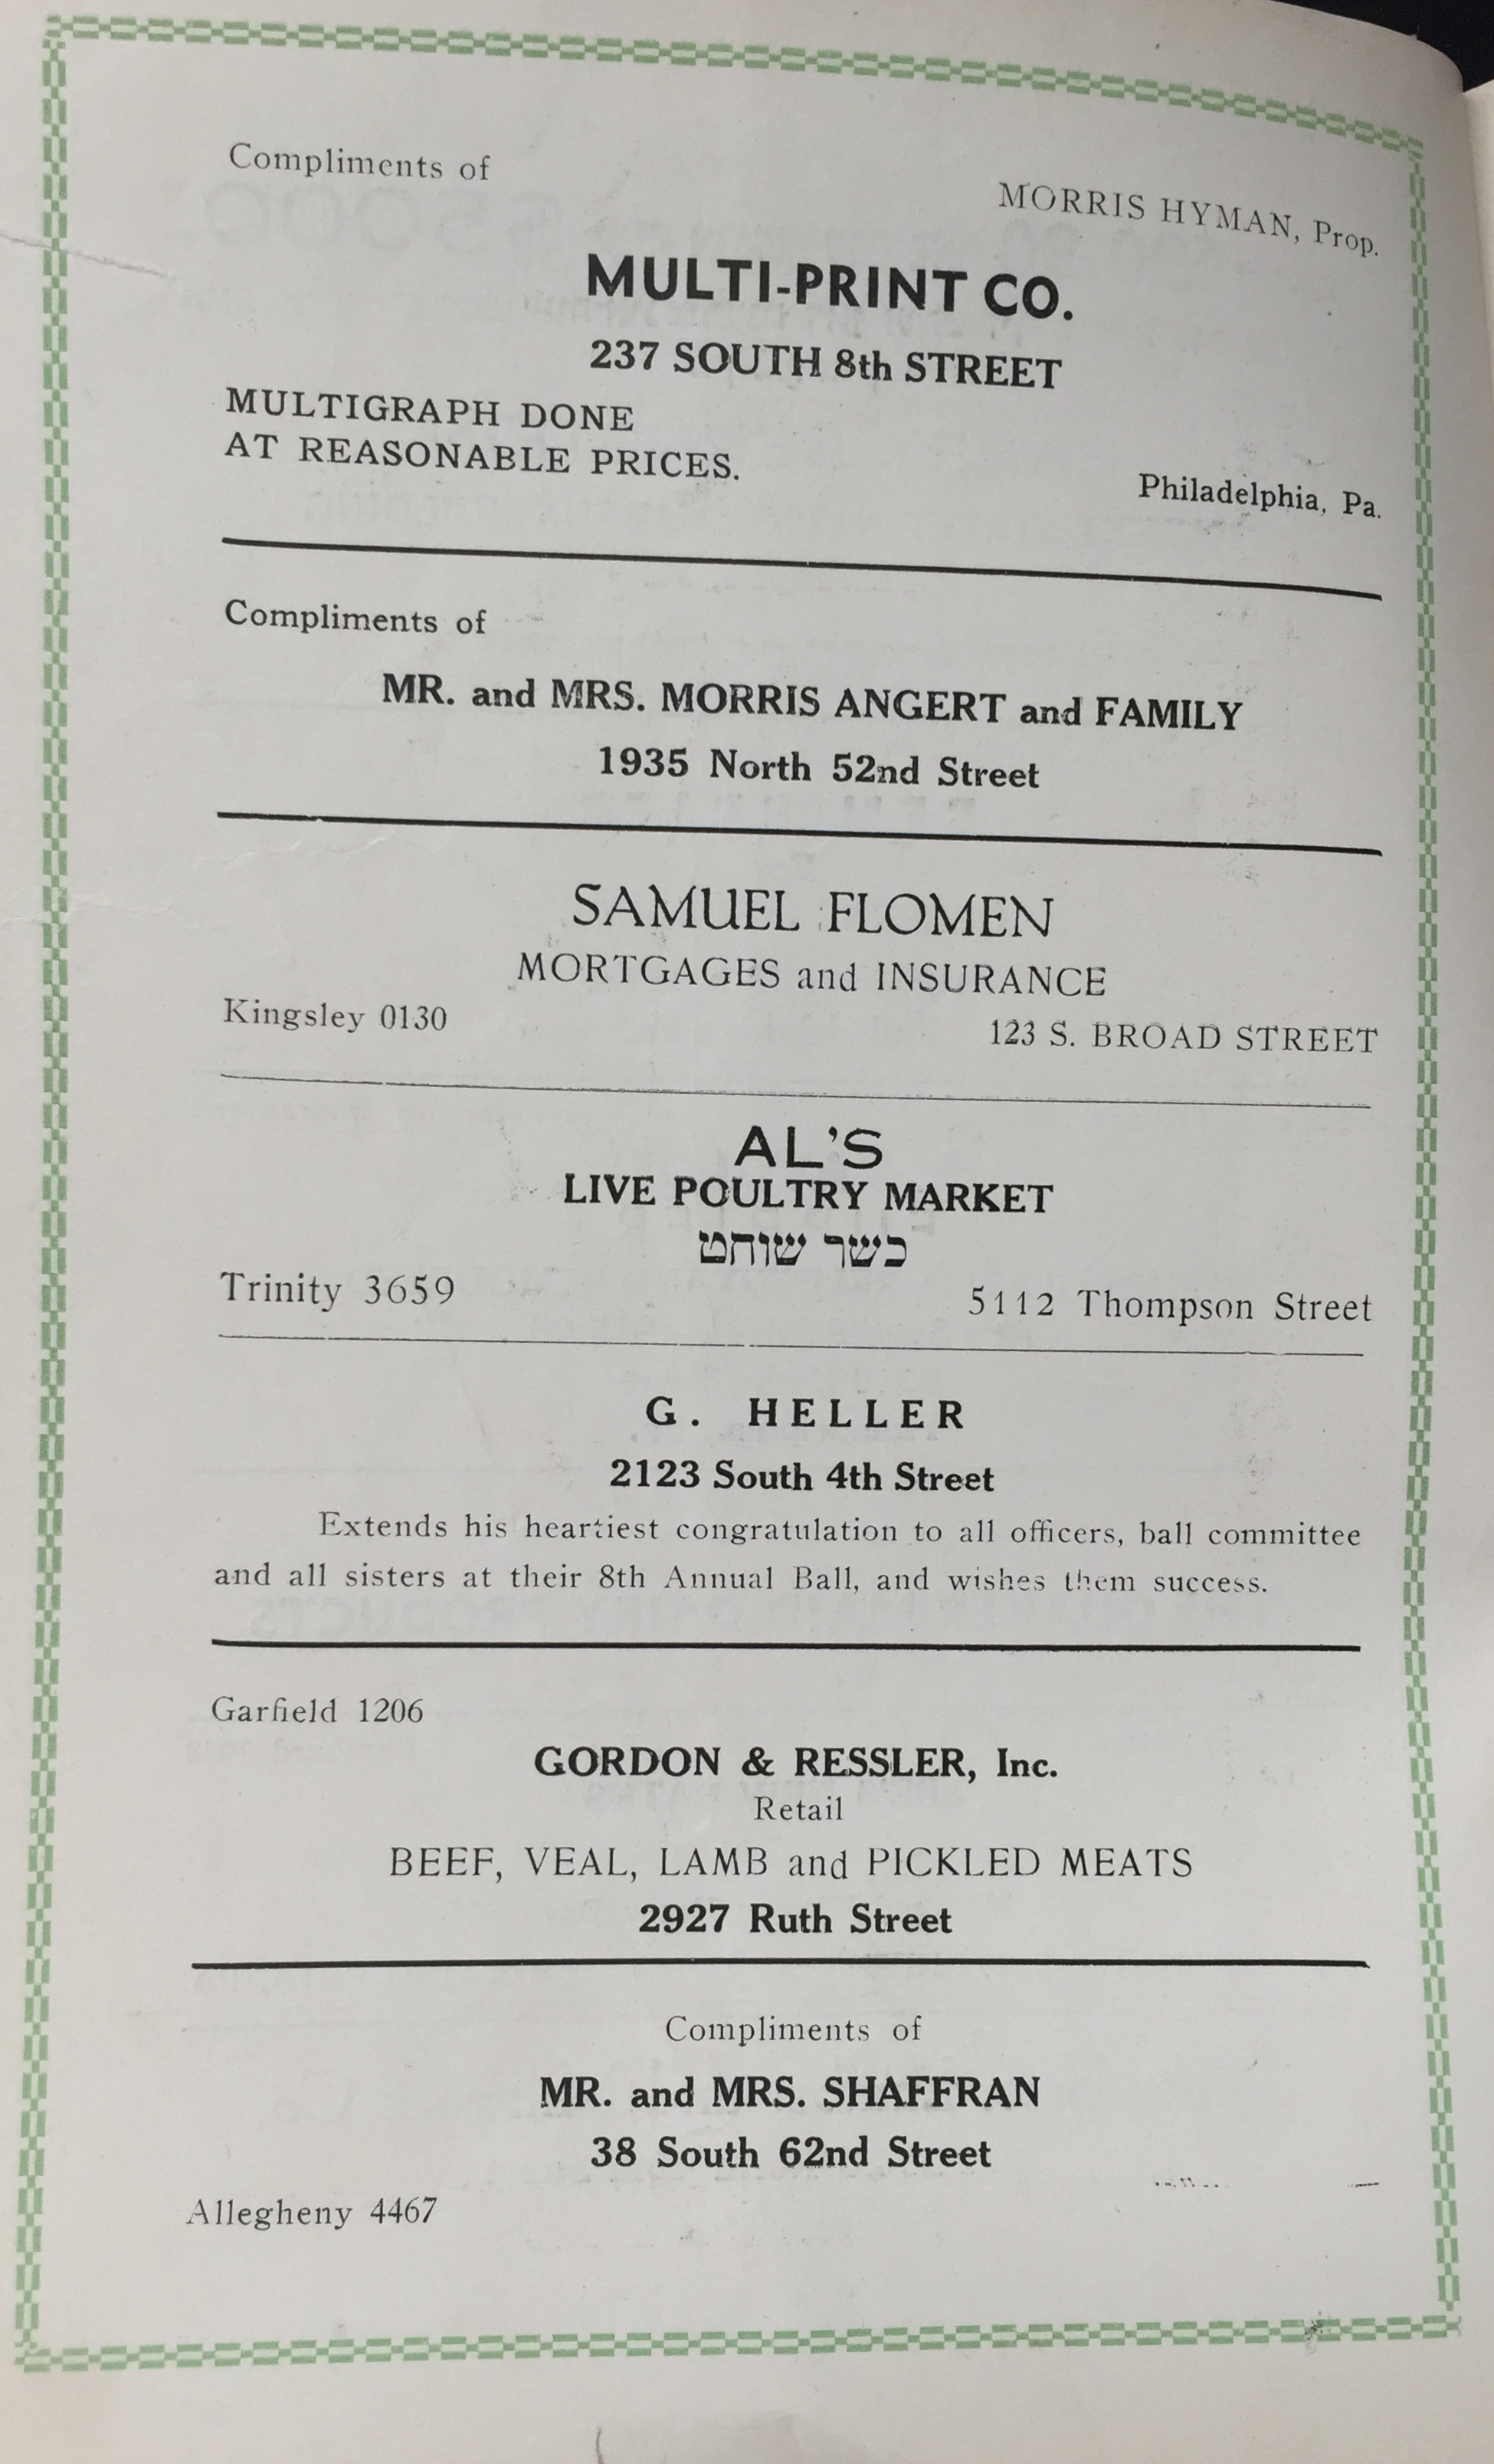 Compliments of
MORRIS HYMAN, Prop.
MULTI-PRINT CO.
237 SOUTH 8th STREET
MULTIGRAPH DONE
AT REASONABLE PRICES.
Philadelphia, Pa.
Compliments of
MR. and MRS. MORRIS ANGERT and FAMILY
1935 North 52nd Street
SAMUEL FLOMEN
MORTGAGES and INSURANCE
Kingsley 0130
123 S. BROAD STREET
AL'S
LIVE POULTRY MARKET
כשר שוחט
Trinity 3659
5112 Thompson Street
G. HELLER
2123 South 4th Street
Extends his heartiest congratulation to all officers, ball committee
and all sisters at their 8th Annual Ball, and wishes them success.
Garfield 1206
GORDON & RESSLER, Inc.
Retail
BEEF, VEAL, LAMB and PICKLED MEATS
2927 Ruth Street
Compliments of
MR. and MRS. SHAFFRAN
38 South 62nd Street
Allegheny 4467